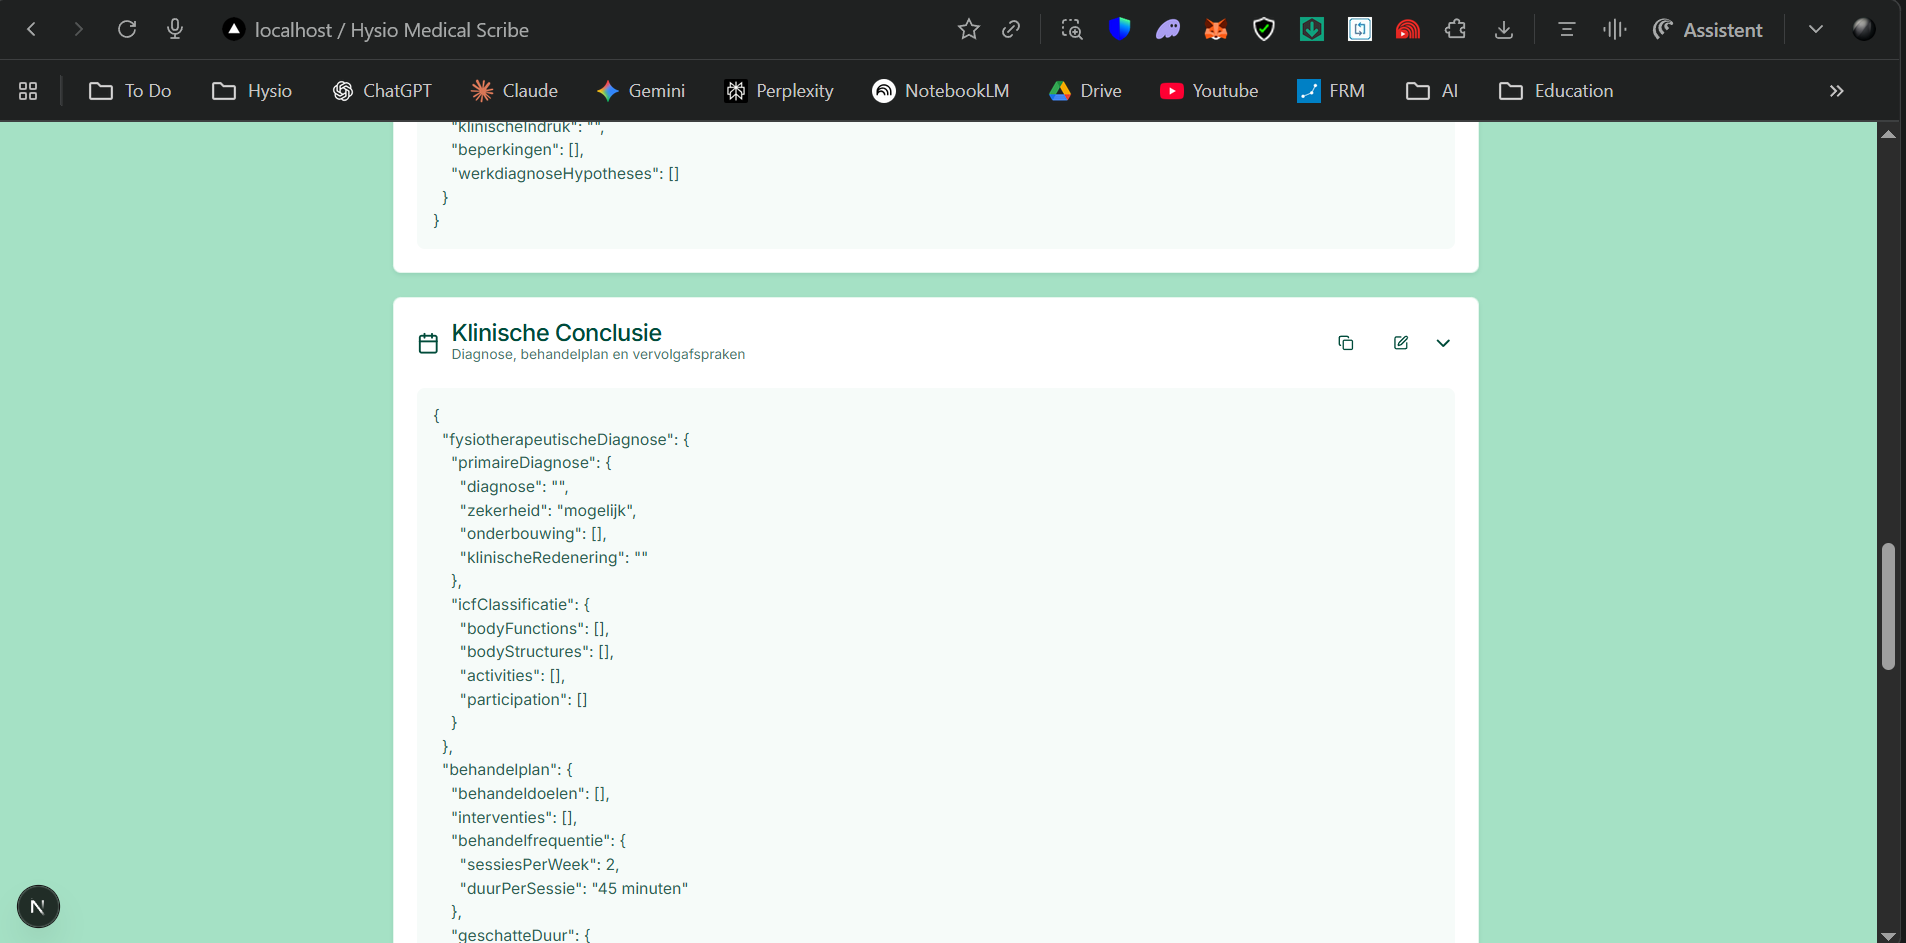 localhost / Hysio Medical Scribe
Assistent
To Do
Hysio
ChatGPT
Claude
Gemini
Perplexity
NotebookLM
Drive
Youtube
FRM
AI
Education
"klinischeIndruk": "",
"beperkingen": [],
"werkdiagnoseHypotheses": []
}
}
Klinische Conclusie
Diagnose, behandelplan en vervolgafspraken
{
"fysiotherapeutischeDiagnose": {
"primaireDiagnose": {
"diagnose": "",
"zekerheid": "mogelijk",
"onderbouwing": [],
"klinischeRedenering": ""
},
"icfClassificatie": {
"bodyFunctions": [],
"bodyStructures": [],
"activities": [],
"participation": []
}
},
"behandelplan": {
"behandeldoelen": [],
"interventies": [],
"behandelfrequentie": {
"sessiesPerWeek": 2,
"duurPerSessie": "45 minuten"
},
"geschatteDuur": {
N